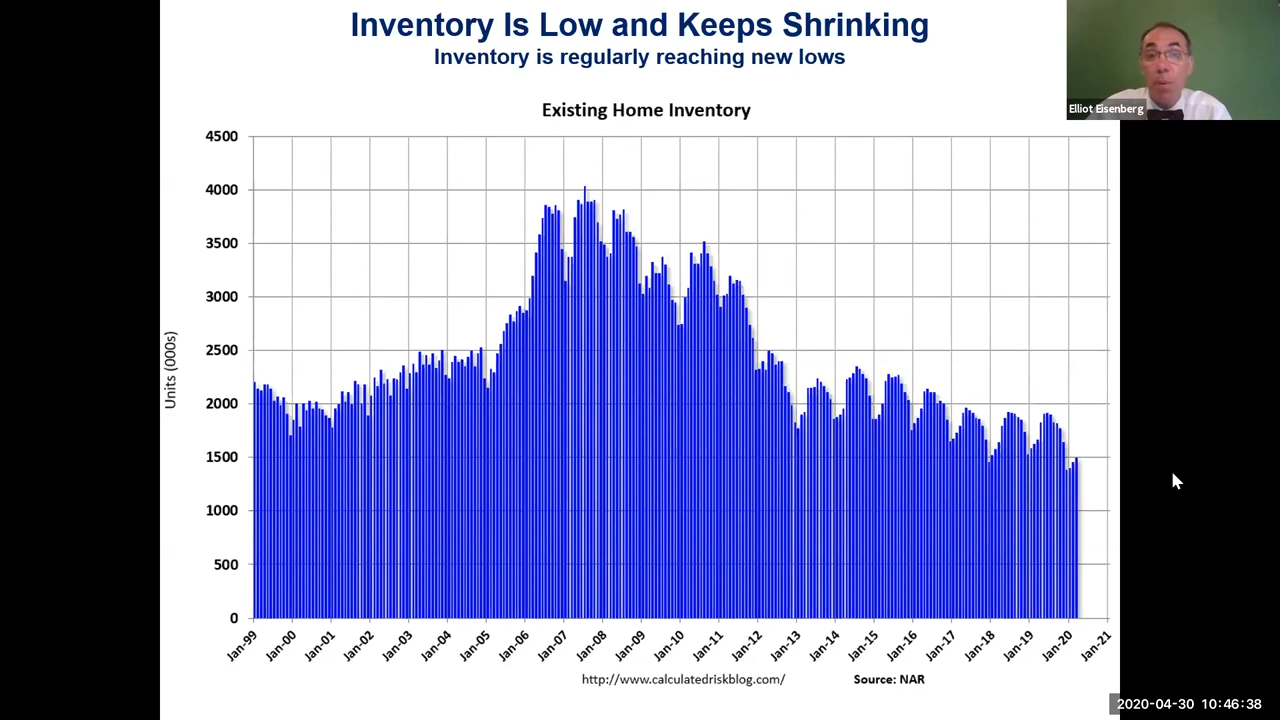 Inventory Is Low and Keeps Shrinking
Inventory is regularly reaching new lows
Elliot Eisenberg
Existing Home Inventory
4500
4000
3500
3000
2500
2000
1500
1000
500
0
Units (000s)
Jan-99
Jan-00
Jan-01
Jan-02
Jan-03
Jan-04
Jan-05
Jan-06
Jan-07
Jan-08
Jan-09
Jan-10
Jan-11
Jan-12
Jan-13
Jan-14
Jan-15
Jan-16
Jan-17
Jan-18
Jan-19
Jan-20
Jan-21
http://www.calculatedriskblog.com/ Source: NAR
2020-04-30 10:46:38